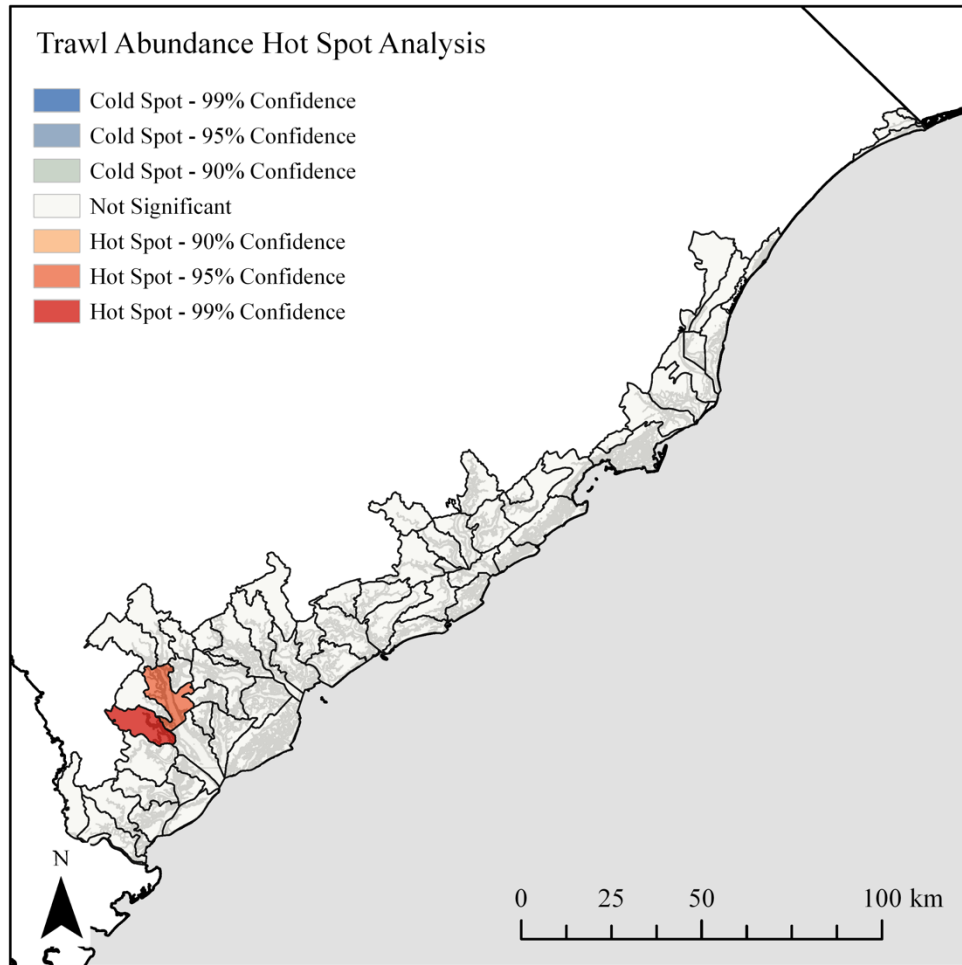 Trawl Abundance Hot Spot Analysis
Cold Spot - 99% Confidence
Cold Spot - 95% Confidence
Cold Spot - 90% Confidence
Not Significant
Hot Spot - 90% Confidence
Hot Spot - 95% Confidence
Hot Spot - 99% Confidence
N
0 25 50 100 km